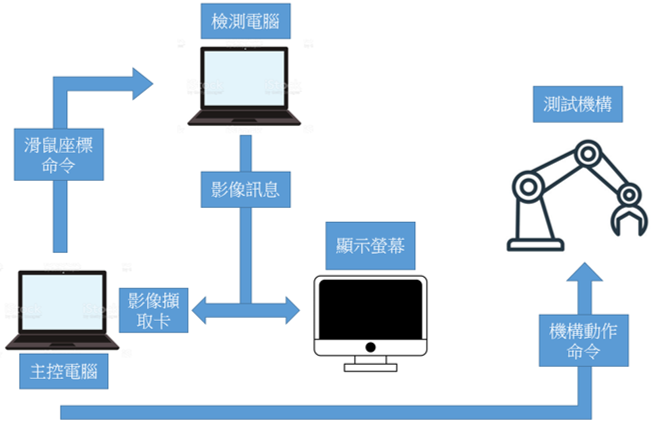 檢測電腦
測試機構
滑鼠座標
命令
影像訊息
顯示螢幕
影像擷
取卡
機構動作
命令
主控電腦